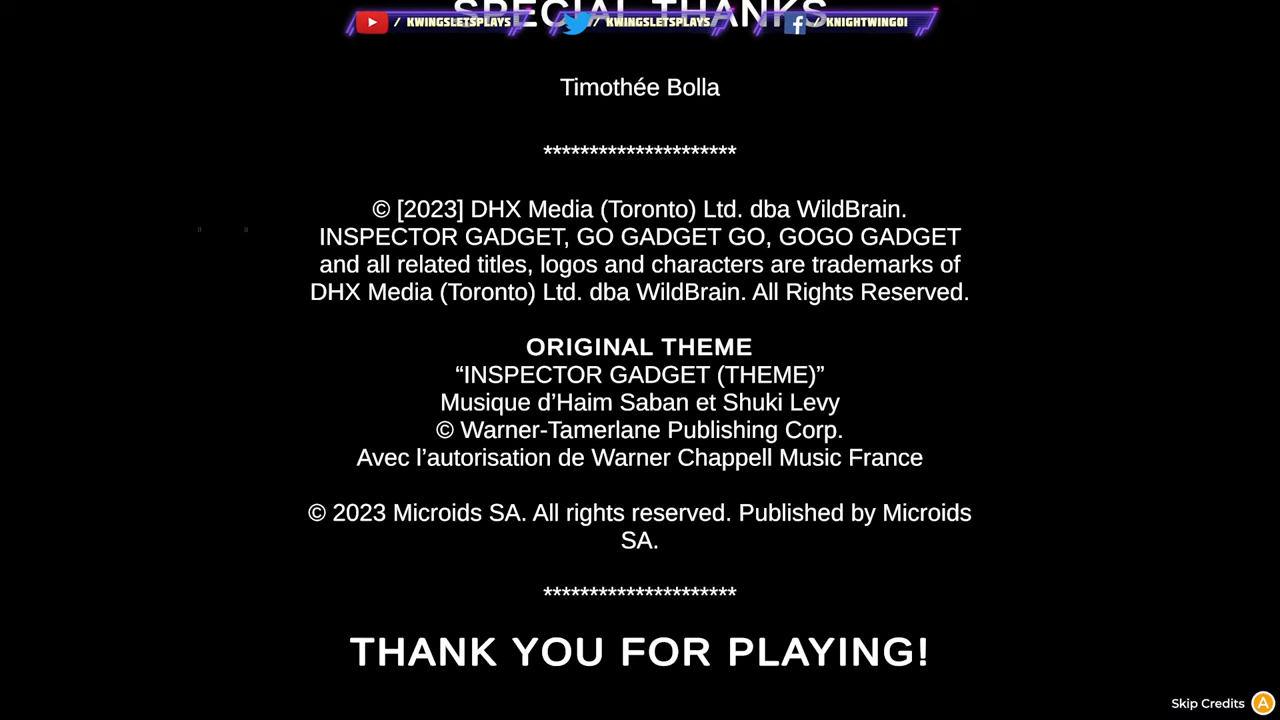 SPECIAL THANKS
/ KWINGSLETSPLAYS
/ KWINGSLETSPLAYS
/ KNIGHTWING01
Timothée Bolla
*********************
© [2023] DHX Media (Toronto) Ltd. dba WildBrain.
INSPECTOR GADGET, GO GADGET GO, GOGO GADGET
and all related titles, logos and characters are trademarks of
DHX Media (Toronto) Ltd. dba WildBrain. All Rights Reserved.
ORIGINAL THEME
“INSPECTOR GADGET (THEME)”
Musique d’Haim Saban et Shuki Levy
© Warner-Tamerlane Publishing Corp.
Avec l’autorisation de Warner Chappell Music France
© 2023 Microids SA. All rights reserved. Published by Microids
SA.
*********************
THANK YOU FOR PLAYING!
Skip Credits A